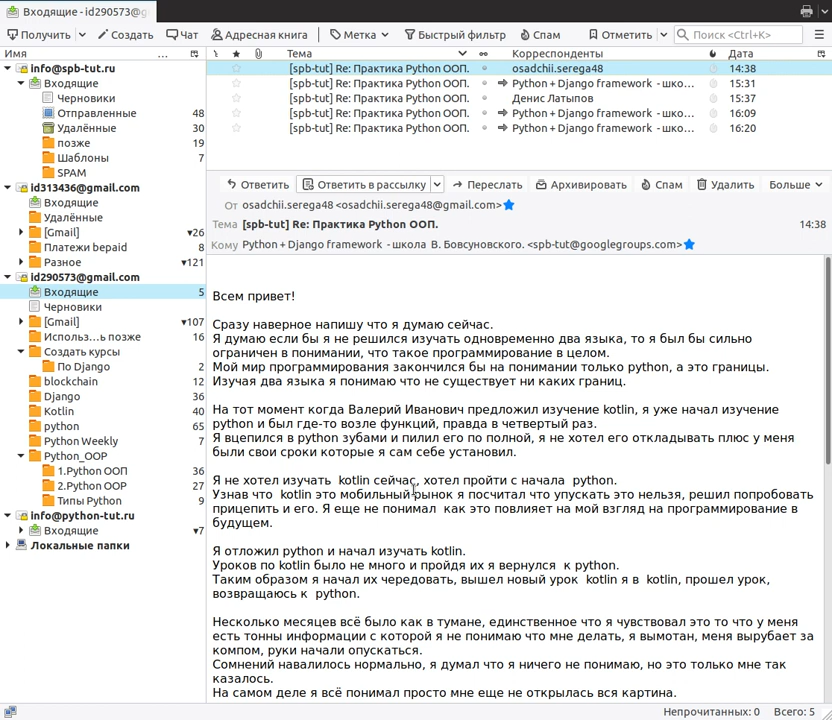 Входящие - id290573@g
Получить
Создать
Чат
Адресная книга
Метка
Быстрый фильтр
Спам
Отметить
Поиск <Ctrl+K>
Имя
...
Тема
Корреспонденты
Дата
info@spb-tut.ru
Входящие
Черновики
Отправленные 48
Удалённые 30
позже 19
Шаблоны 7
SPAM
id313436@gmail.com
Входящие
Удалённые
[Gmail] ▾26
Платежи bepaid 8
Разное ▾121
id290573@gmail.com
Входящие 5
Черновики
[Gmail] ▾107
Использ…ь позже 16
Создать курсы
По Django 2
blockchain 12
Django 36
Kotlin 40
python 65
Python Weekly 7
Python_OOP
1.Python ООП 36
2.Python OOP 27
Типы Python 9
info@python-tut.ru
Входящие ▾7
Локальные папки
[spb-tut] Re: Практика Python ООП. osadchii.serega48 14:38
[spb-tut] Re: Практика Python ООП. Python + Django framework - шко… 15:31
[spb-tut] Re: Практика Python ООП. Денис Латыпов 15:37
[spb-tut] Re: Практика Python ООП. Python + Django framework - шко… 16:09
[spb-tut] Re: Практика Python ООП. Python + Django framework - шко… 16:20
Ответить
Ответить в рассылку
Переслать
Архивировать
Спам
Удалить
Больше
От osadchii.serega48 <osadchii.serega48@gmail.com>
Тема [spb-tut] Re: Практика Python ООП. 14:38
Кому Python + Django framework - школа В. Бовсуновского. <spb-tut@googlegroups.com>
Всем привет!
Сразу наверное напишу что я думаю сейчас.
Я думаю если бы я не решился изучать одновременно два языка, то я был бы сильно
ограничен в понимании, что такое программирование в целом.
Мой мир программирования закончился бы на понимании только python, а это границы.
Изучая два языка я понимаю что не существует ни каких границ.
На тот момент когда Валерий Иванович предложил изучение kotlin, я уже начал изучение
python и был где-то возле функций, правда в четвертый раз.
Я вцепился в python зубами и пилил его по полной, я не хотел его откладывать плюс у меня
были свои сроки которые я сам себе установил.
Я не хотел изучать kotlin сейчас, хотел пройти с начала python.
Узнав что kotlin это мобильный рынок я посчитал что упускать это нельзя, решил попробовать
прицепить и его. Я еще не понимал как это повлияет на мой взгляд на программирование в
будущем.
Я отложил python и начал изучать kotlin.
Уроков по kotlin было не много и пройдя их я вернулся к python.
Таким образом я начал их чередовать, вышел новый урок kotlin я в kotlin, прошел урок,
возвращаюсь к python.
Несколько месяцев всё было как в тумане, единственное что я чувствовал это то что у меня
есть тонны информации с которой я не понимаю что мне делать, я вымотан, меня вырубает за
компом, руки начали опускаться.
Сомнений навалилось нормально, я думал что я ничего не понимаю, но это только мне так
казалось.
На самом деле я всё понимал просто мне еще не открылась вся картина.
Непрочитанных: 0 Всего: 5